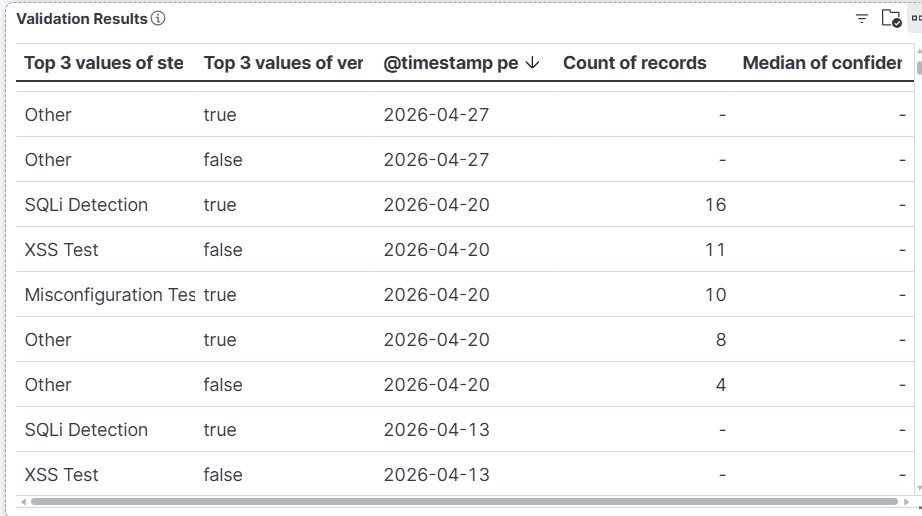 Validation Results
Top 3 values of ste Top 3 values of ver @timestamp pe Count of records Median of confider
Other true 2026-04-27 - -
Other false 2026-04-27 - -
SQLi Detection true 2026-04-20 16 -
XSS Test false 2026-04-20 11 -
Misconfiguration Tes true 2026-04-20 10 -
Other true 2026-04-20 8 -
Other false 2026-04-20 4 -
SQLi Detection true 2026-04-13 - -
XSS Test false 2026-04-13 - -